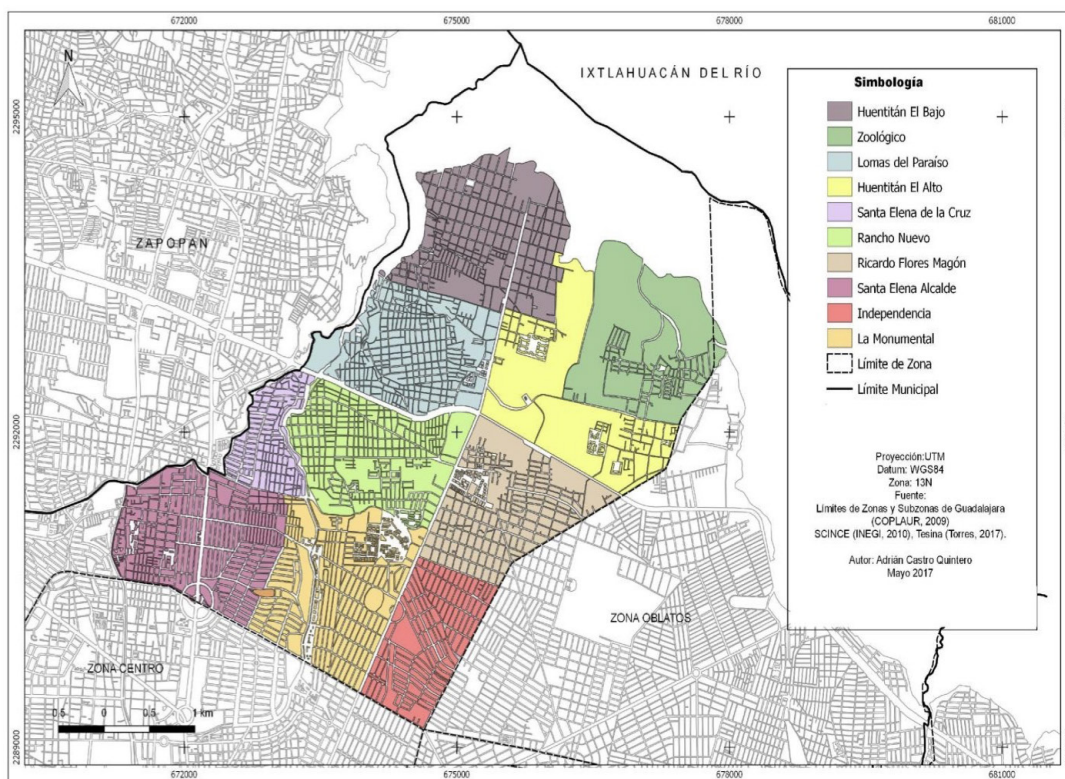 672000 675000 678000 681000
N
IXTLAHUACÁN DEL RÍO
2295000
ZAPOPAN
2292000
ZONA OBLATOS
ZONA CENTRO
0.5 0 0.5 1 km
2289000
672000 675000 678000 681000
Simbología
Huentitán El Bajo
Zoológico
Lomas del Paraíso
Huentitán El Alto
Santa Elena de la Cruz
Rancho Nuevo
Ricardo Flores Magón
Santa Elena Alcalde
Independencia
La Monumental
Límite de Zona
Límite Municipal
Proyección:UTM
Datum: WGS84
Zona: 13N
Fuente:
Límites de Zonas y Subzonas de Guadalajara
(COPLAUR, 2009)
SCINCE (INEGI, 2010), Tesina (Torres, 2017).
Autor: Adrián Castro Quintero
Mayo 2017